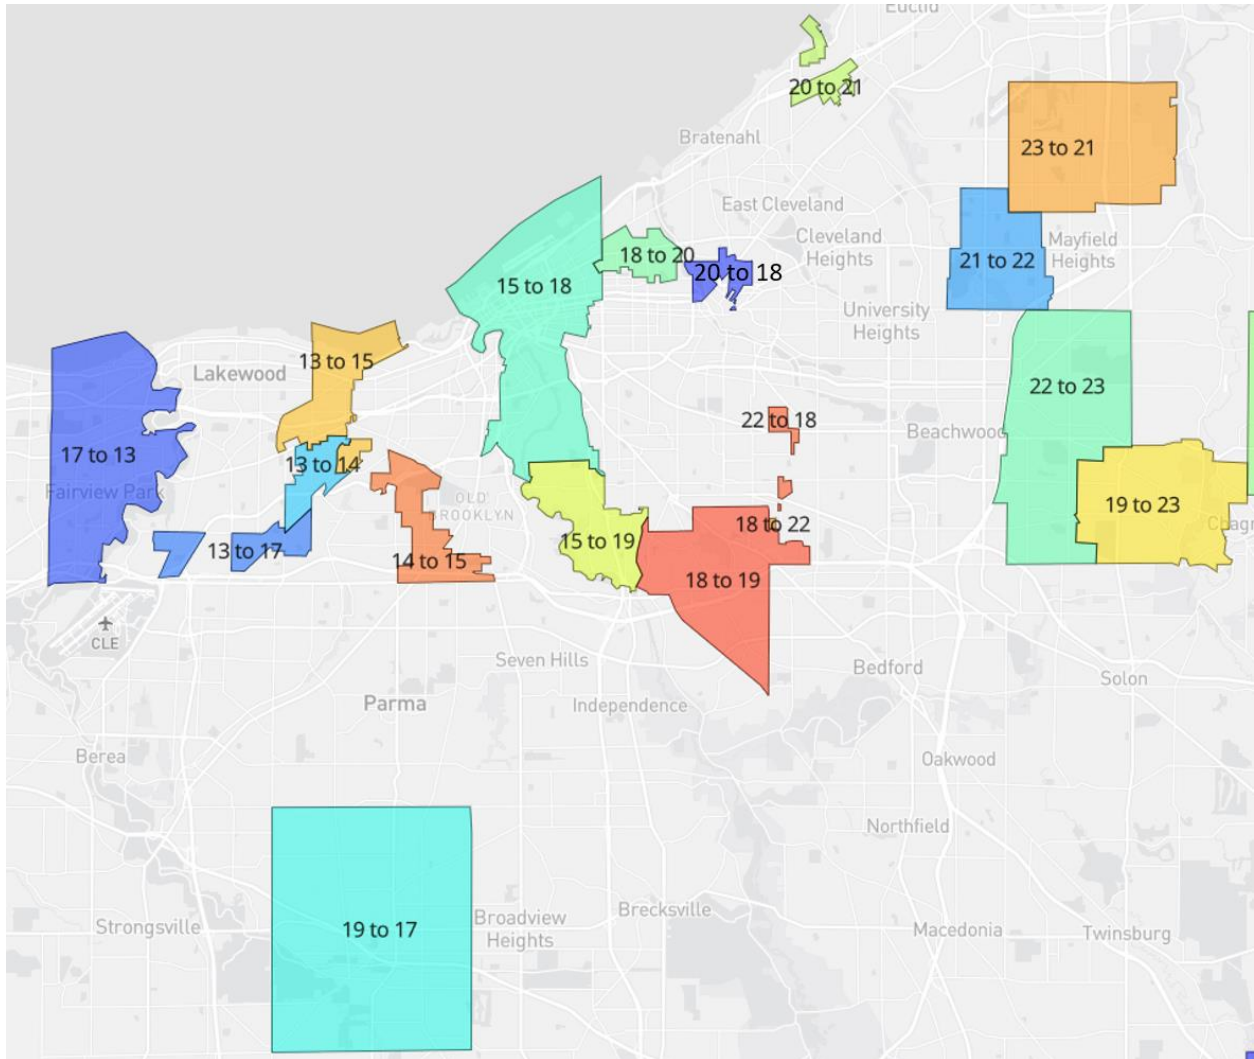 Euclid
20 to 21
Bratenahl
23 to 21
East Cleveland
Cleveland
Heights
Mayfield
Heights
18 to 20
20 to 18
21 to 22
15 to 18
University
Heights
13 to 15
Lakewood
22 to 23
22 to 18
Beachwood
17 to 13
13 to 14
Fairview Park
OLD
BROOKLYN
19 to 23
18 to 22
Chagr
13 to 17
15 to 19
14 to 15
18 to 19
CLE
Seven Hills
Bedford
Solon
Parma
Independence
Berea
Oakwood
Northfield
Strongsville
19 to 17
Broadview
Heights
Brecksville
Macedonia
Twinsburg